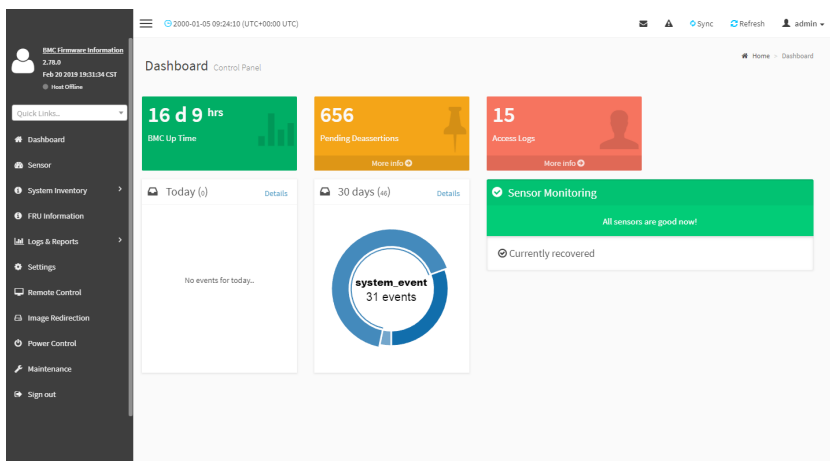 2000-01-05 09:24:10 (UTC+00:00 UTC)
Sync
Refresh
admin
BMC Firmware Information
2.78.0
Feb 20 2019 19:31:34 CST
Host Offline
Quick Links...
Dashboard
Sensor
System Inventory
FRU Information
Logs & Reports
Settings
Remote Control
Image Redirection
Power Control
Maintenance
Sign out
Dashboard Control Panel
Home > Dashboard
16 d 9 hrs
BMC Up Time
656
Pending Deassertions
More info
15
Access Logs
More info
Today (0)
Details
No events for today..
30 days (46)
Details
system_event
31 events
Sensor Monitoring
All sensors are good now!
Currently recovered